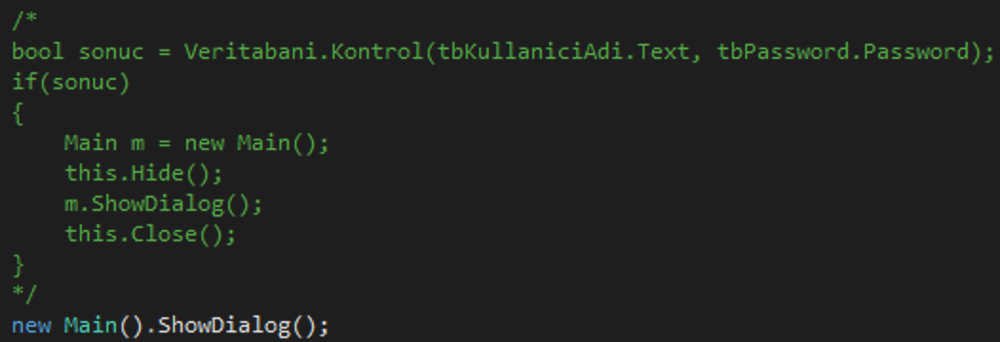 /*
bool sonuc = Veritabani.Kontrol(tbKullaniciAdi.Text, tbPassword.Password);
if(sonuc)
{
    Main m = new Main();
    this.Hide();
    m.ShowDialog();
    this.Close();
}
*/
new Main().ShowDialog();